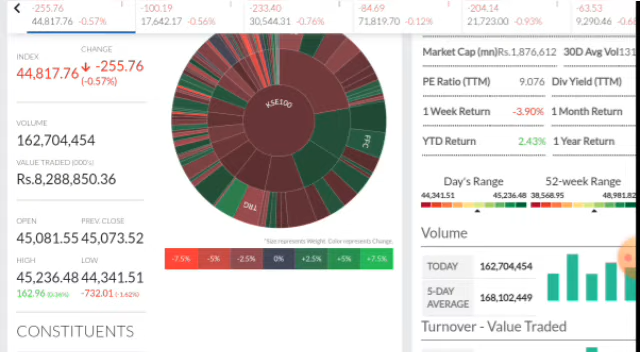 -255.76 -100.19 -233.40 -84.69 -204.14 -63.53
44,817.76 -0.57% 17,642.17 -0.56% 30,544.31 -0.76% 71,819.70 -0.12% 21,723.00 -0.93% 9,290.46
INDEX
44,817.76
CHANGE
-255.76
(-0.57%)
VOLUME
162,704,454
VALUE TRADED (000's)
Rs.8,288,850.36
OPEN PREV. CLOSE
45,081.55 45,073.52
HIGH LOW
45,236.48 44,341.51
162.96 (0.36%) -732.01 (-1.62%)
CONSTITUENTS
KSE100
FFC
TRG
*Size represents Weight. Color represents Change.
-7.5% -5% -2.5% 0% +2.5% +5% +7.5%
Market Cap (mn) Rs.1,876,612 30D Avg Vol 131
PE Ratio (TTM) 9.076 Div Yield (TTM)
1 Week Return -3.90% 1 Month Return
YTD Return 2.43% 1 Year Return
Day's Range 52-week Range
44,341.51 45,236.48 38,568.95 48,981.82
Volume
TODAY 162,704,454
5-DAY
AVERAGE 168,102,449
Turnover - Value Traded